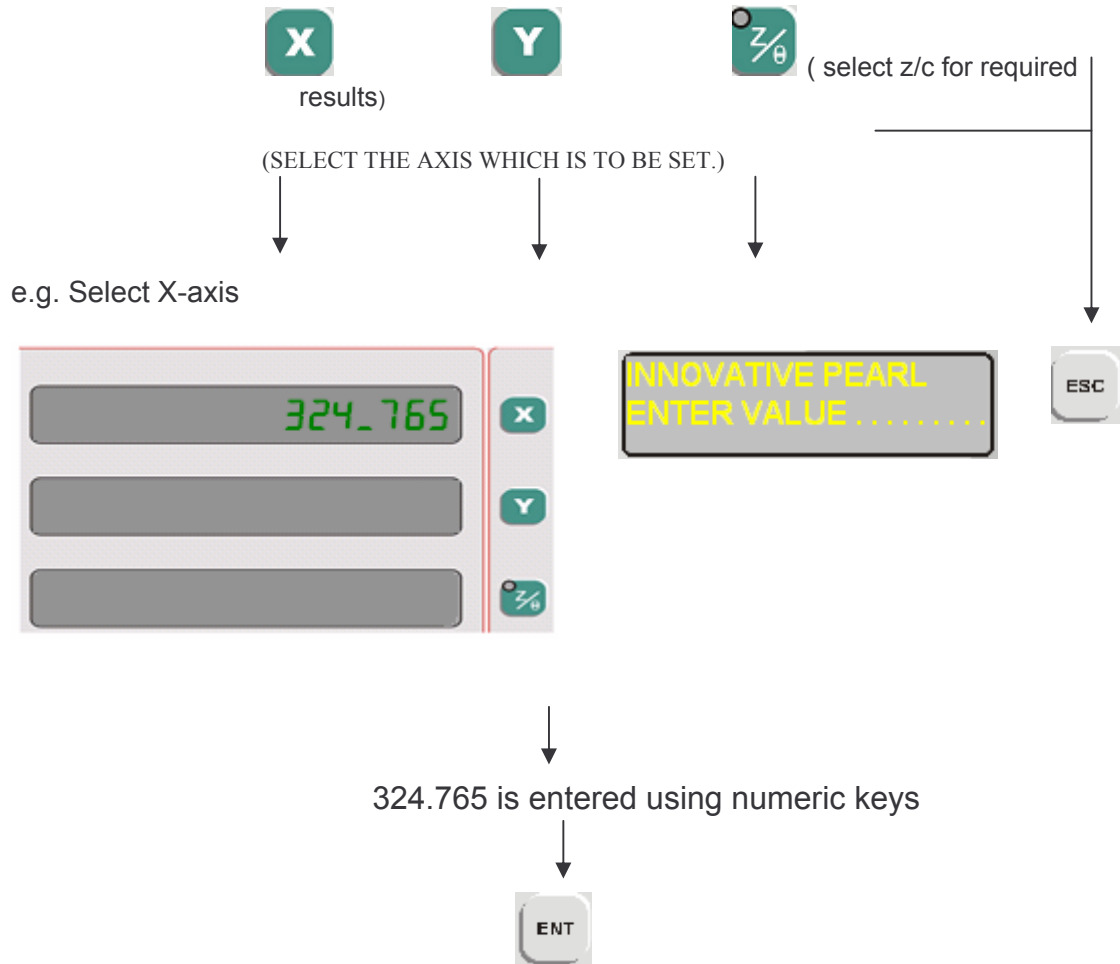 X Y Z/θ ( select z/c for required
results)
(SELECT THE AXIS WHICH IS TO BE SET.)
e.g. Select X-axis
324_765 X
Y
Z/θ
INNOVATIVE PEARL
ENTER VALUE . . . . . . . . .
ESC
324.765 is entered using numeric keys
ENT